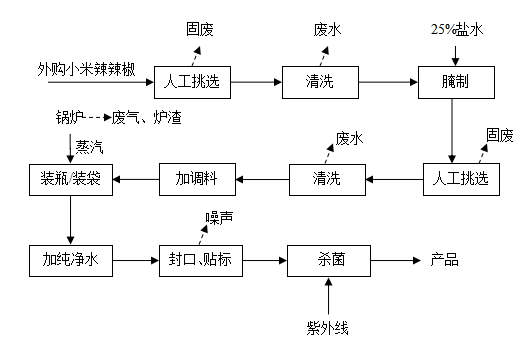 固废
废水
25%盐水
外购小米辣辣椒
人工挑选
清洗
腌制
锅炉
废气、炉渣
蒸汽
废水
固废
装瓶/装袋
加调料
清洗
人工挑选
噪声
加纯净水
封口、贴标
杀菌
产品
紫外线